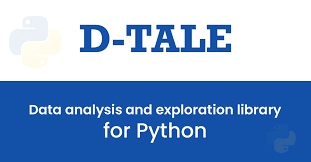 D-TALE
Data analysis and exploration library
for Python